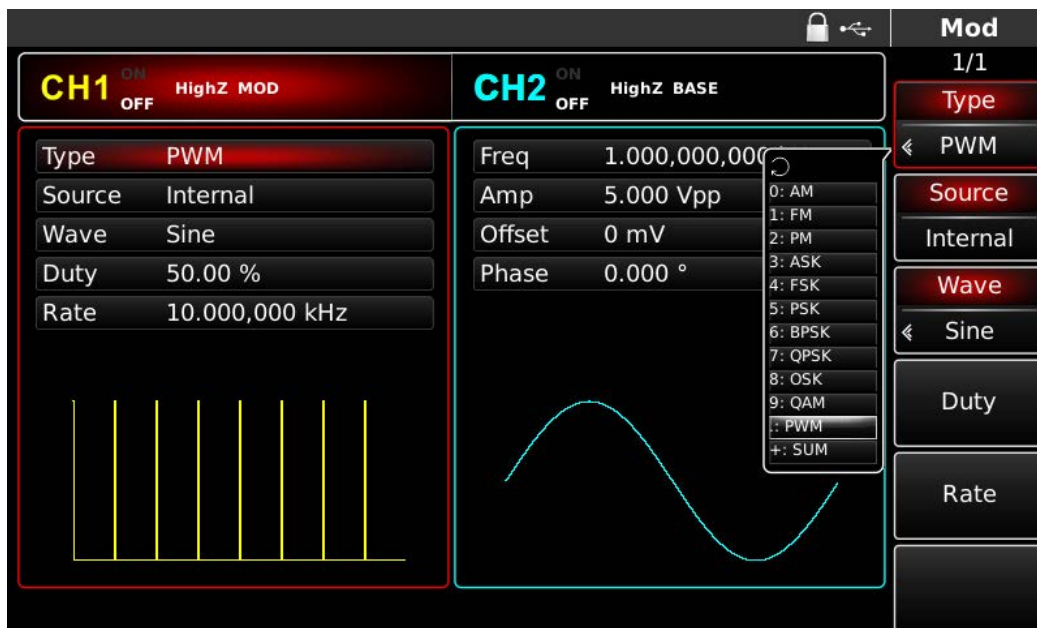 Mod
1/1
CH1 ON OFF HighZ MOD
CH2 ON OFF HighZ BASE
Type PWM
Source Internal
Wave Sine
Duty 50.00 %
Rate 10.000,000 kHz
Freq 1.000,000,000
Amp 5.000 Vpp
Offset 0 mV
Phase 0.000 °
0: AM
1: FM
2: PM
3: ASK
4: FSK
5: PSK
6: BPSK
7: QPSK
8: OSK
9: QAM
.: PWM
+: SUM
Type
PWM
Source
Internal
Wave
Sine
Duty
Rate